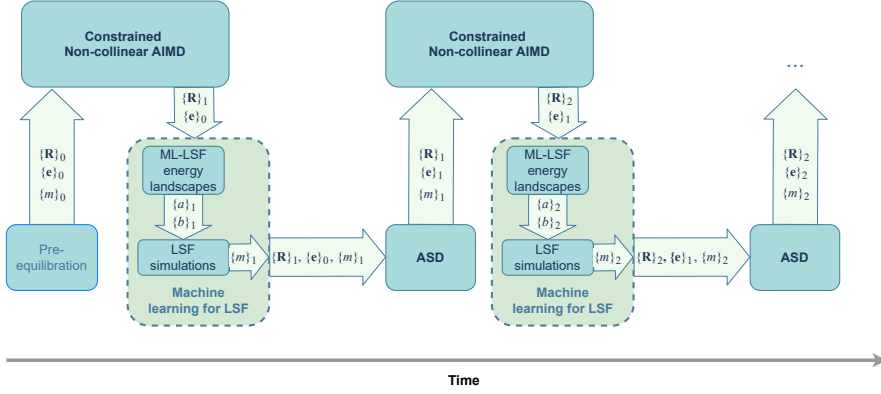 Constrained
Non-collinear AIMD
Constrained
Non-collinear AIMD
...
{R}₁
{e}₀
{R}₂
{e}₁
{R}₀
{e}₀
{m}₀
ML-LSF
energy
landscapes
{R}₁
{e}₁
{m}₁
ML-LSF
energy
landscapes
{R}₂
{e}₂
{m}₂
{a}₁
{b}₁
{a}₂
{b}₂
Pre-
equilibration
LSF
simulations
{m}₁
{R}₁, {e}₀, {m}₁
ASD
LSF
simulations
{m}₂
{R}₂, {e}₁, {m}₂
ASD
Machine
learning for LSF
Machine
learning for LSF
Time